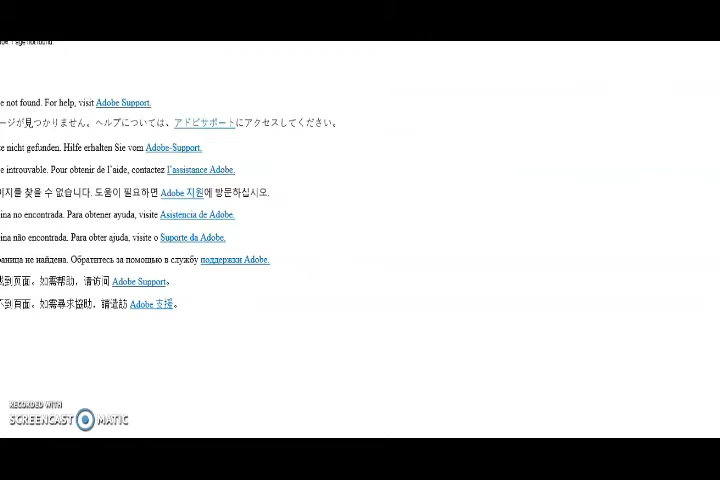 e not found. For help, visit Adobe Support.
ージが見つかりません。ヘルプについては、アドビサポートにアクセスしてください。
e nicht gefunden. Hilfe erhalten Sie vom Adobe-Support.
e introuvable. Pour obtenir de l'aide, contactez l'assistance Adobe.
이지를 찾을 수 없습니다. 도움이 필요하면 Adobe 지원에 방문하십시오.
ina no encontrada. Para obtener ayuda, visite Asistencia de Adobe.
ina não encontrada. Para obter ajuda, visite o Suporte da Adobe.
раница не найдена. Обратитесь за помощью в службу поддержки Adobe.
找到页面。如需帮助，请访问 Adobe Support。
不到頁面。如需尋求協助，請造訪 Adobe 支援。
RECORDED WITH
SCREENCAST MATIC